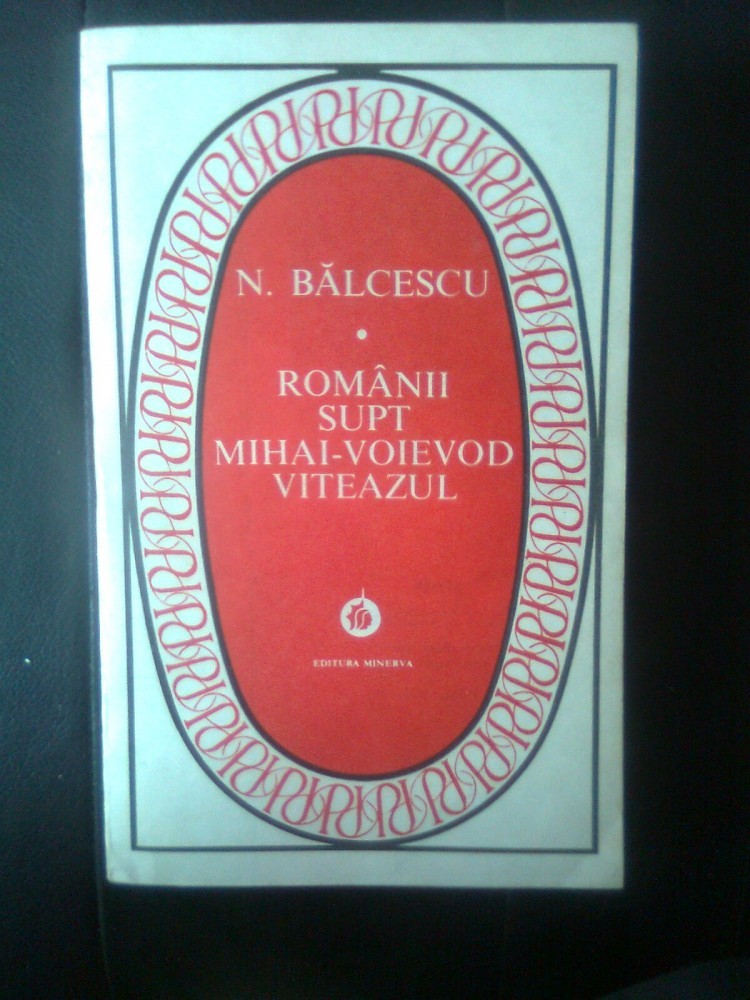 N. BĂLCESCU
•
ROMÂNII
SUPT
MIHAI-VOIEVOD
VITEAZUL
EDITURA MINERVA